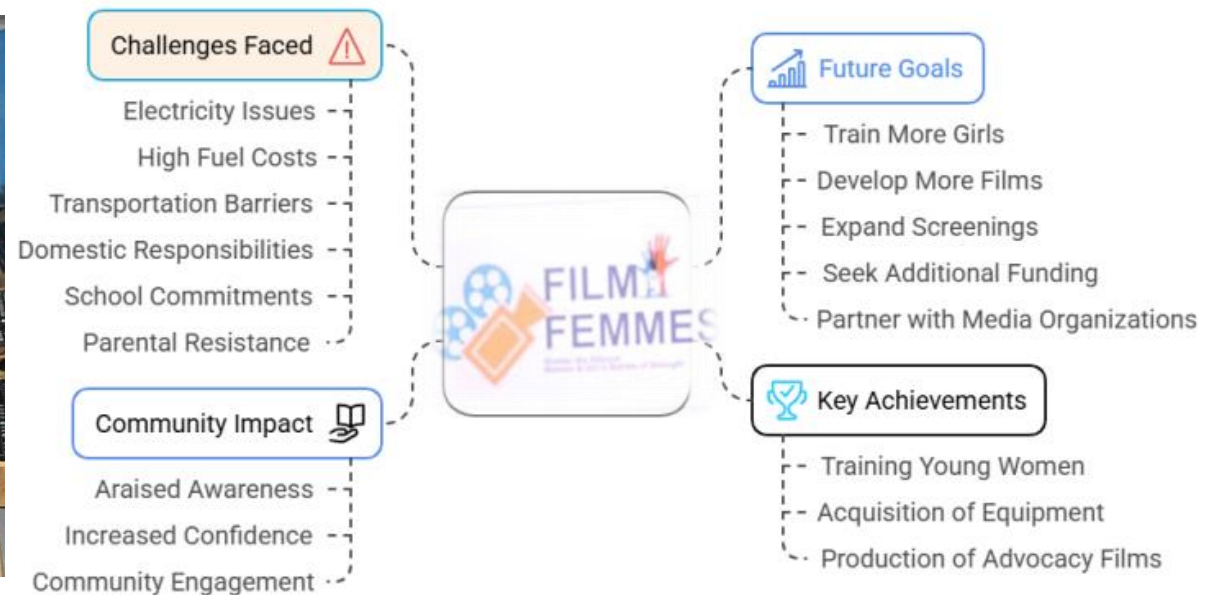 Challenges Faced
Electricity Issues
High Fuel Costs
Transportation Barriers
Domestic Responsibilities
School Commitments
Parental Resistance
Community Impact
Araised Awareness
Increased Confidence
Community Engagement
FILM
FEMMES
Future Goals
Train More Girls
Develop More Films
Expand Screenings
Seek Additional Funding
Partner with Media Organizations
Key Achievements
Training Young Women
Acquisition of Equipment
Production of Advocacy Films